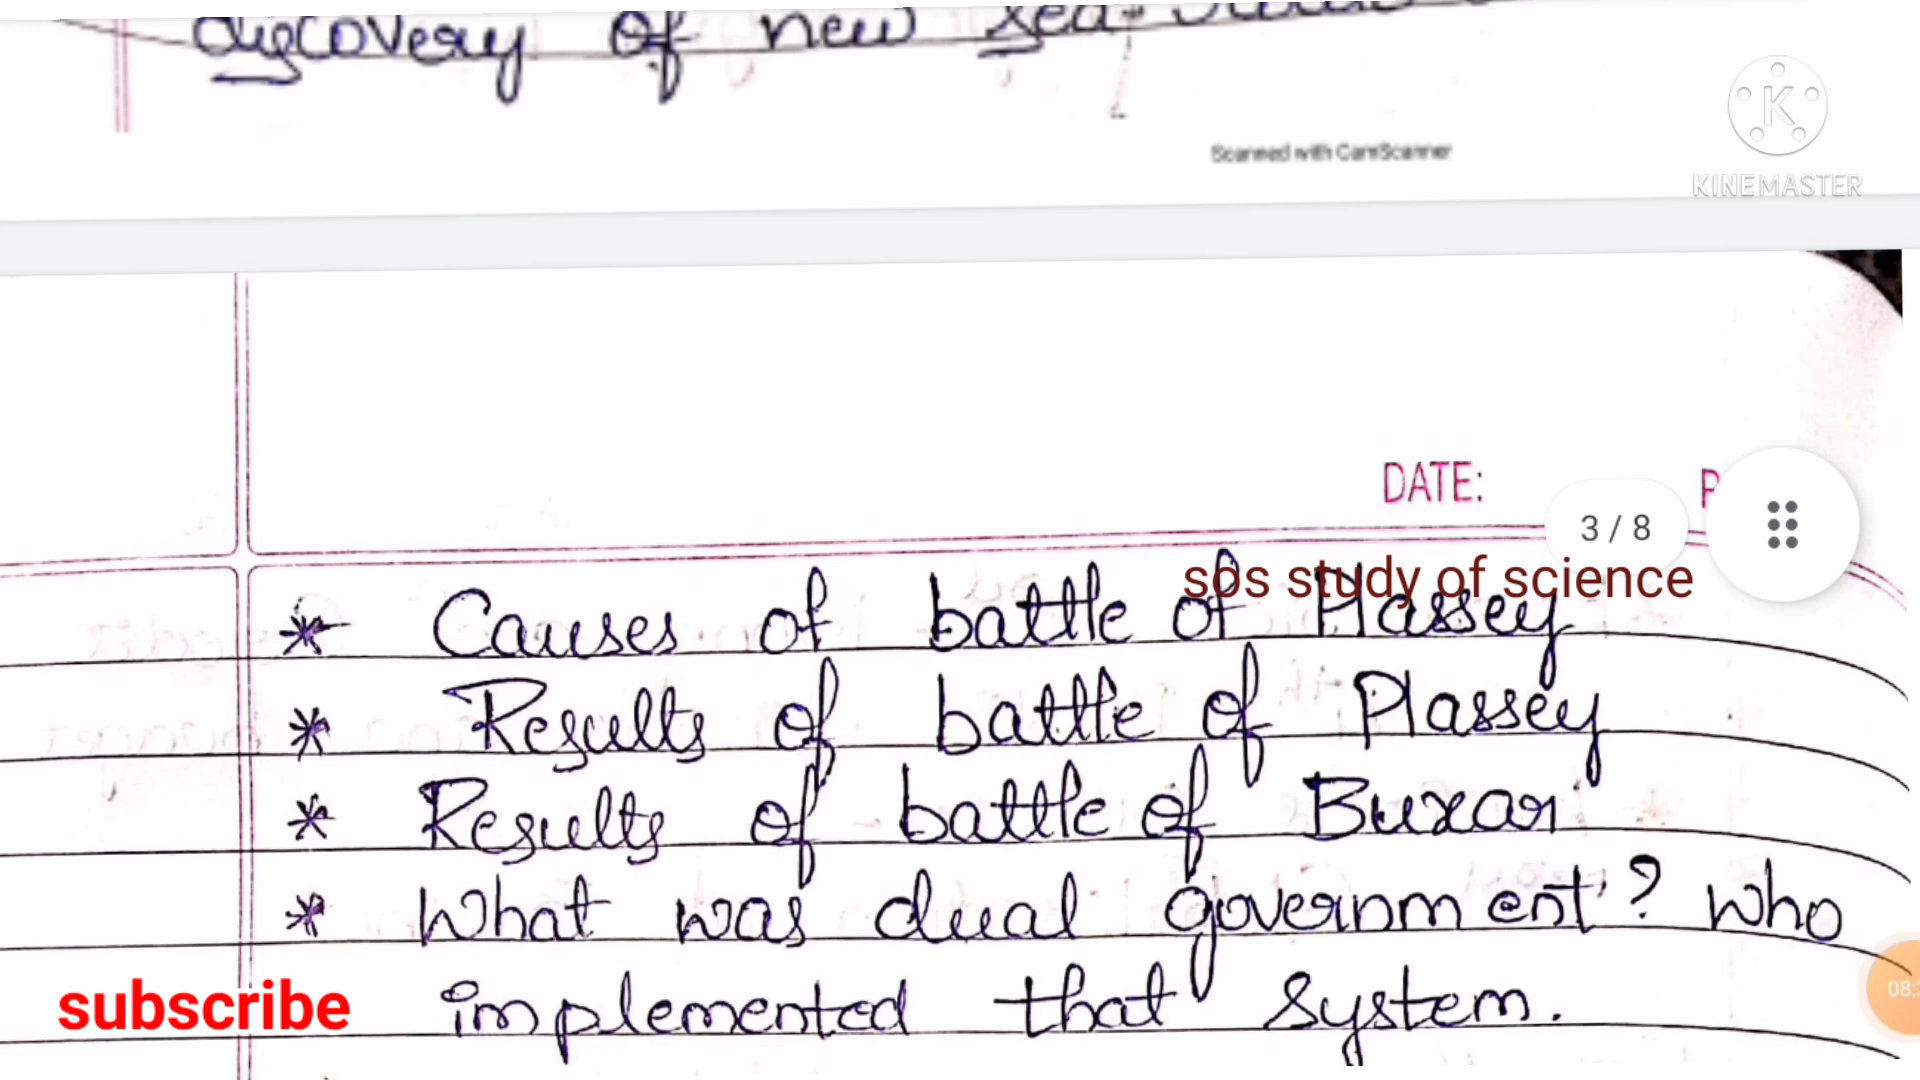 discovery of new sea-
Scanned with CamScanner
K
KINEMASTER
DATE:
P
3 / 8
sos study of science
* Causes of battle of Plassey
* Results of battle of Plassey
* Results of battle of Buxar
* What was dual government? Who
implemented that system.
subscribe
08: